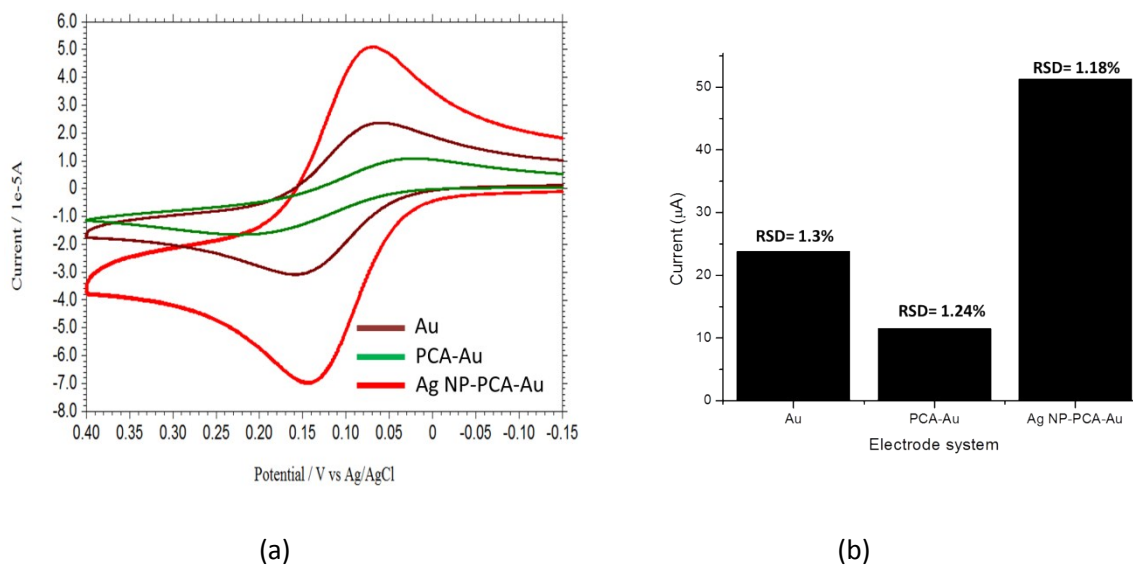 6.0
5.0
4.0
3.0
2.0
1.0
0
-1.0
-2.0
-3.0
-4.0
-5.0
-6.0
-7.0
-8.0
Current / 1e-5A
Au
PCA-Au
Ag NP-PCA-Au
0.40 0.35 0.30 0.25 0.20 0.15 0.10 0.05 0 -0.05 -0.10 -0.15
Potential / V vs Ag/AgCl
(a)
50
40
30
20
10
0
Current (μA)
RSD= 1.3%
RSD= 1.24%
RSD= 1.18%
Au PCA-Au Ag NP-PCA-Au
Electrode system
(b)